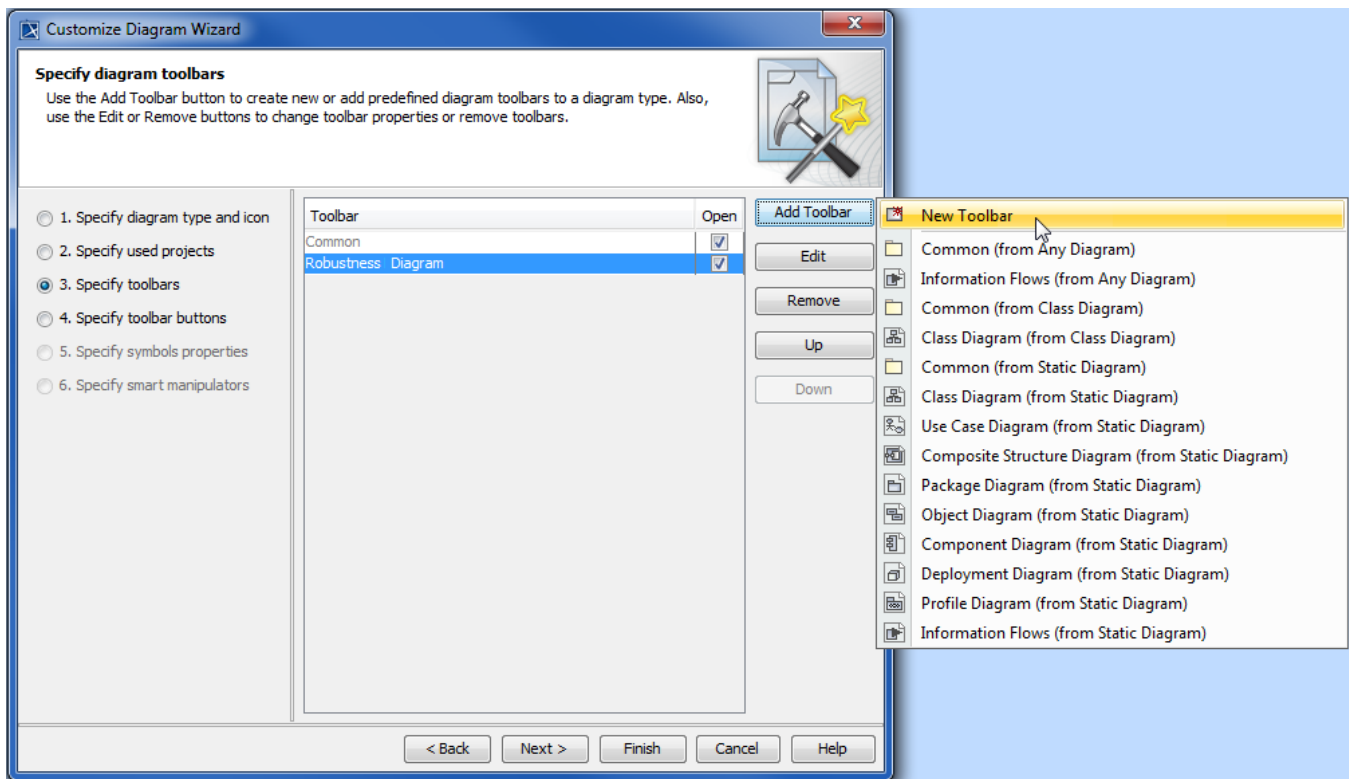 Customize Diagram Wizard
Specify diagram toolbars
Use the Add Toolbar button to create new or add predefined diagram toolbars to a diagram type. Also,
use the Edit or Remove buttons to change toolbar properties or remove toolbars.
1. Specify diagram type and icon
2. Specify used projects
3. Specify toolbars
4. Specify toolbar buttons
5. Specify symbols properties
6. Specify smart manipulators
Toolbar Open
Common
Robustness Diagram
Add Toolbar
Edit
Remove
Up
Down
New Toolbar
Common (from Any Diagram)
Information Flows (from Any Diagram)
Common (from Class Diagram)
Class Diagram (from Class Diagram)
Common (from Static Diagram)
Class Diagram (from Static Diagram)
Use Case Diagram (from Static Diagram)
Composite Structure Diagram (from Static Diagram)
Package Diagram (from Static Diagram)
Object Diagram (from Static Diagram)
Component Diagram (from Static Diagram)
Deployment Diagram (from Static Diagram)
Profile Diagram (from Static Diagram)
Information Flows (from Static Diagram)
< Back Next > Finish Cancel Help